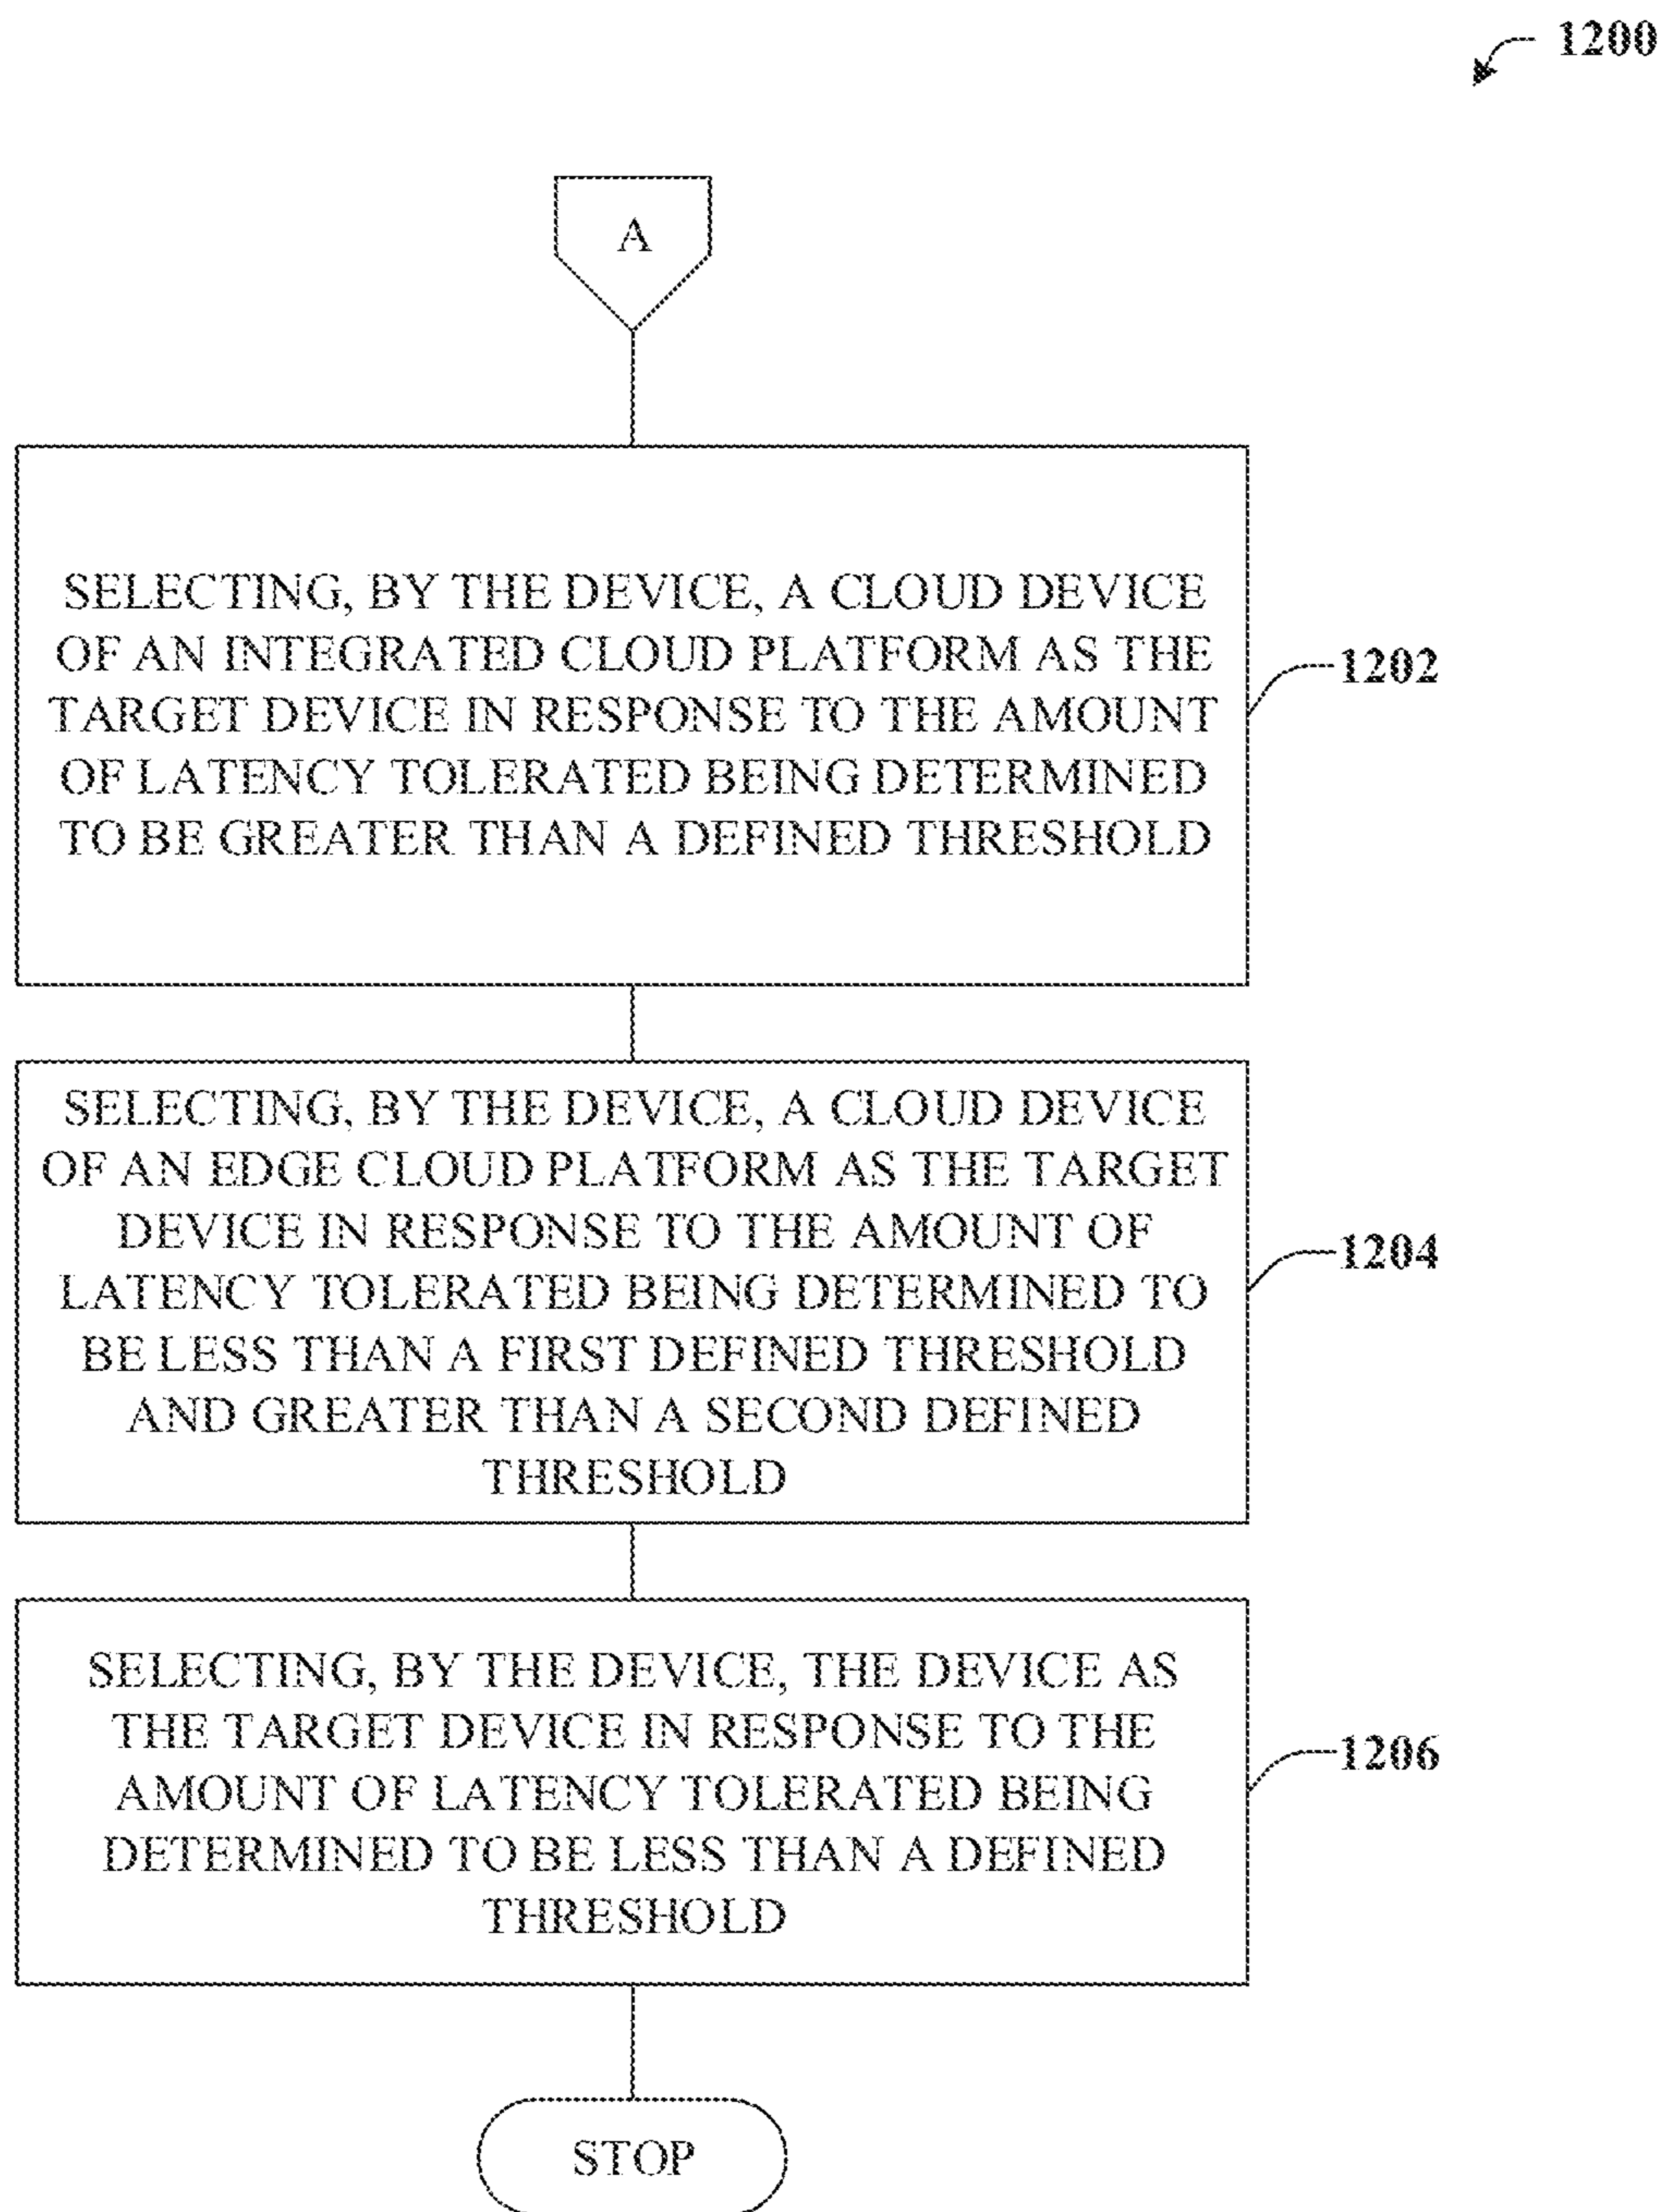 1200
A
SELECTING, BY THE DEVICE, A CLOUD DEVICE
OF AN INTEGRATED CLOUD PLATFORM AS THE
TARGET DEVICE IN RESPONSE TO THE AMOUNT
OF LATENCY TOLERATED BEING DETERMINED
TO BE GREATER THAN A DEFINED THRESHOLD
1202
SELECTING, BY THE DEVICE, A CLOUD DEVICE
OF AN EDGE CLOUD PLATFORM AS THE TARGET
DEVICE IN RESPONSE TO THE AMOUNT OF
LATENCY TOLERATED BEING DETERMINED TO
BE LESS THAN A FIRST DEFINED THRESHOLD
AND GREATER THAN A SECOND DEFINED
THRESHOLD
1204
SELECTING, BY THE DEVICE, THE DEVICE AS
THE TARGET DEVICE IN RESPONSE TO THE
AMOUNT OF LATENCY TOLERATED BEING
DETERMINED TO BE LESS THAN A DEFINED
THRESHOLD
1206
STOP